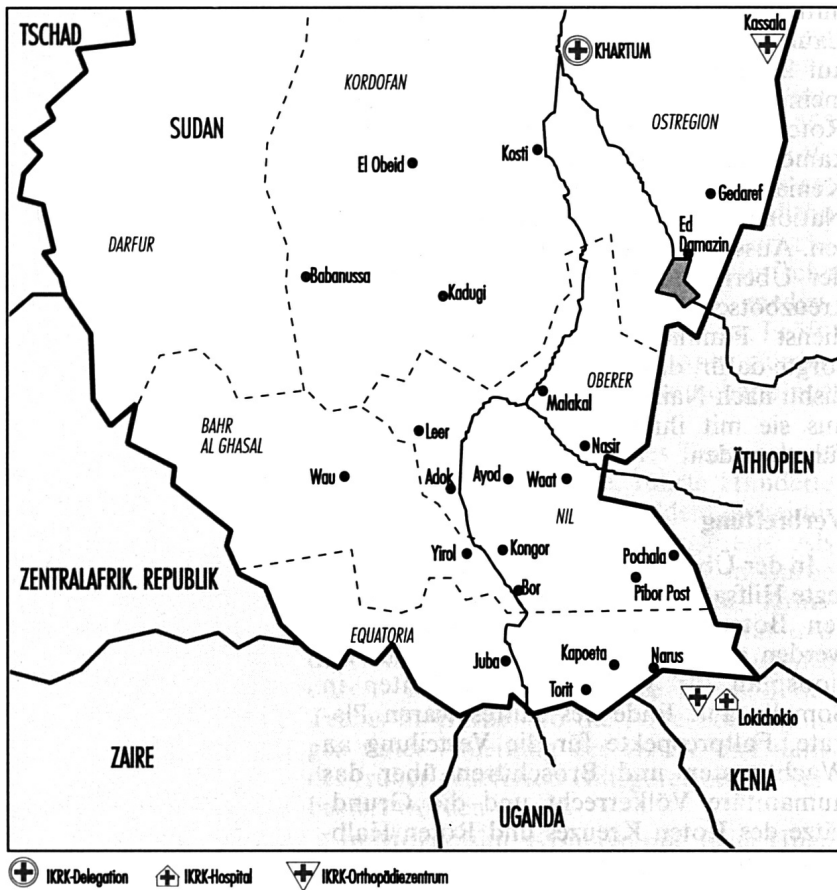 TSCHAD
KHARTUM
Kassala
KORDOFAN
SUDAN
OSTREGION
El Obeid
Kosti
Gedaref
Ed
Damazin
DARFUR
Babanussa
Kadugi
OBERER
Malakal
BAHR
AL GHASAL
Leer
Nasir
Wau
Adok
Ayod
Waat
ÄTHIOPIEN
NIL
Yirol
Kongor
Pochala
ZENTRALAFRIK. REPUBLIK
Bor
Pibor Post
EQUATORIA
Juba
Kapoeta
Narus
Torit
Lokichokio
ZAIRE
KENIA
UGANDA
IKRK-Delegation IKRK-Hospital IKRK-Orthopädiezentrum